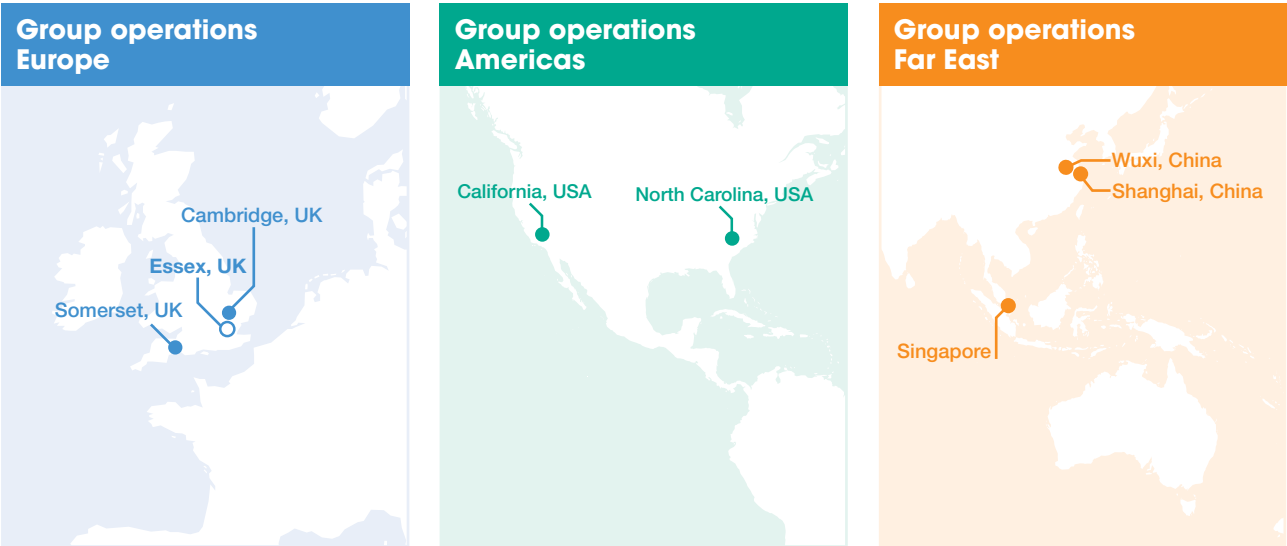 Group operations
Europe
Cambridge, UK
Essex, UK
Somerset, UK
Group operations
Americas
California, USA
North Carolina, USA
Group operations
Far East
Wuxi, China
Shanghai, China
Singapore